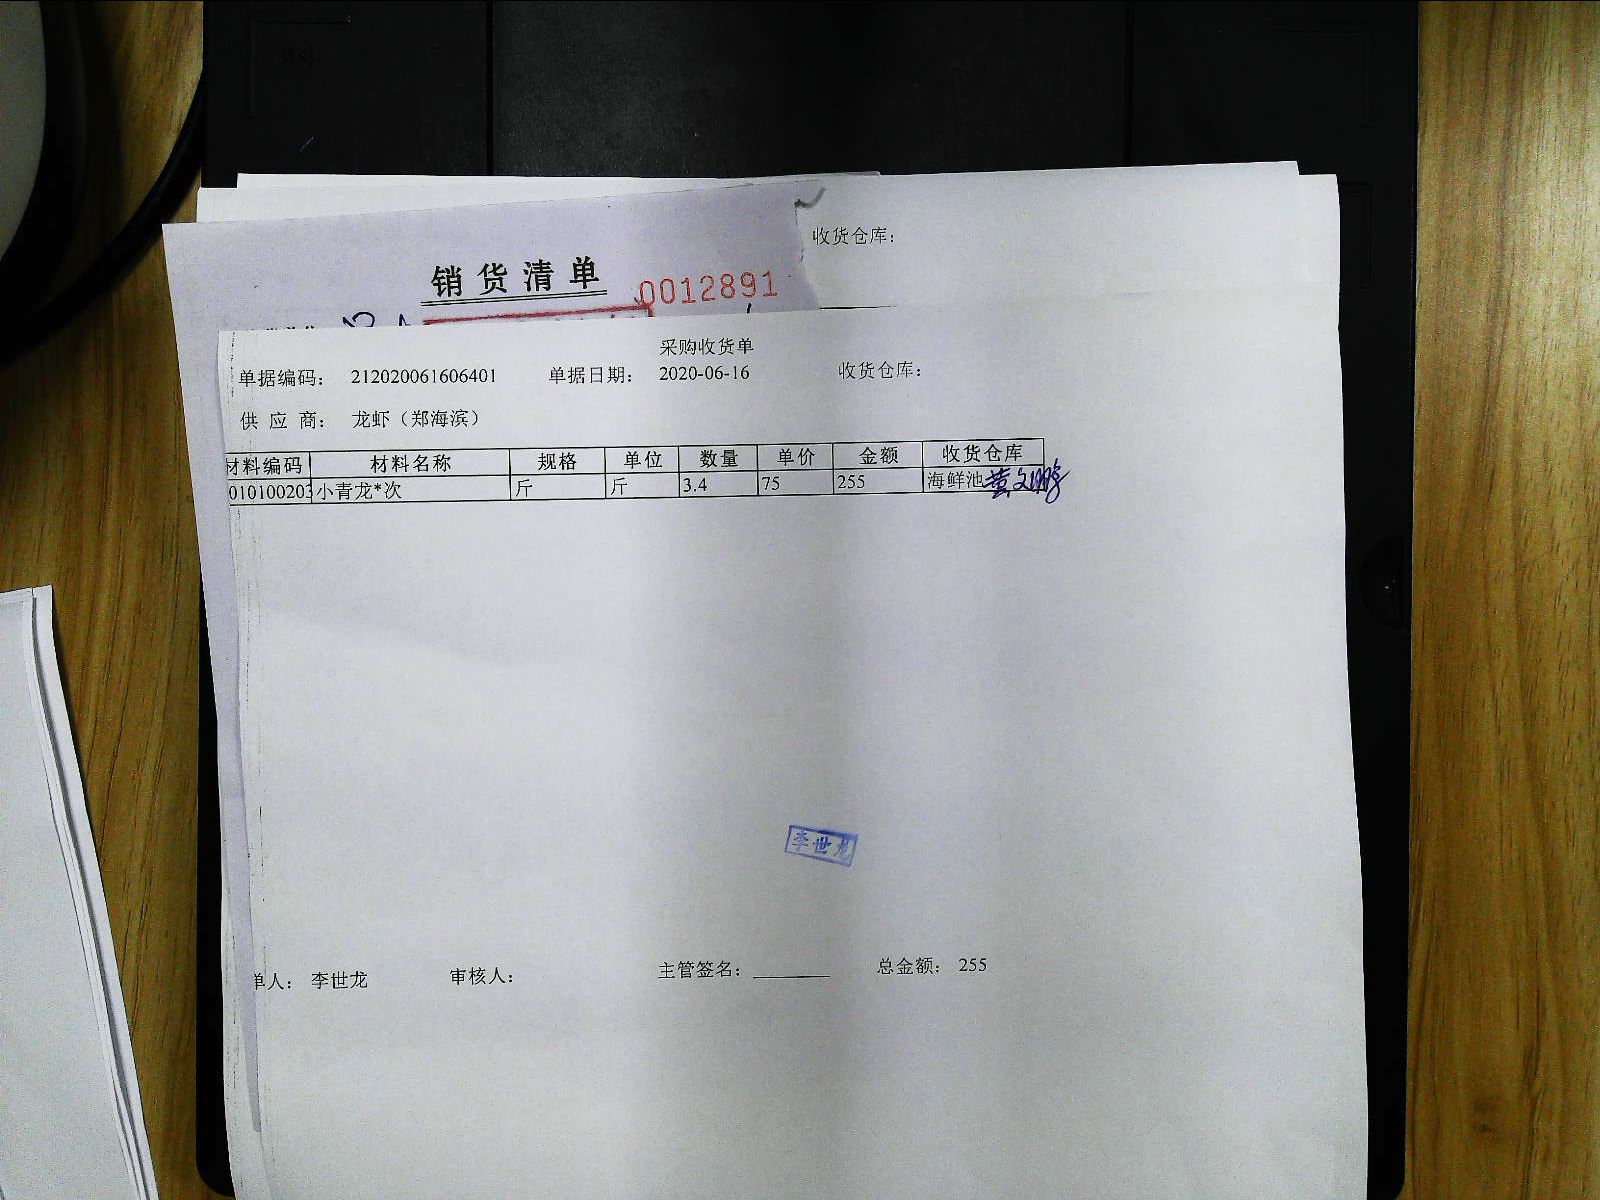 收货仓库：
销货清单
0012891
采购收货单
单据编码： 212020061606401 单据日期： 2020-06-16 收货仓库：
供 应 商： 龙虾（郑海滨）
材料编码 材料名称 规格 单位 数量 单价 金额 收货仓库
010100203 小青龙*次 斤 斤 3.4 75 255 海鲜池 黄文鹏
李世龙
单人： 李世龙 审核人： 主管签名： 总金额： 255